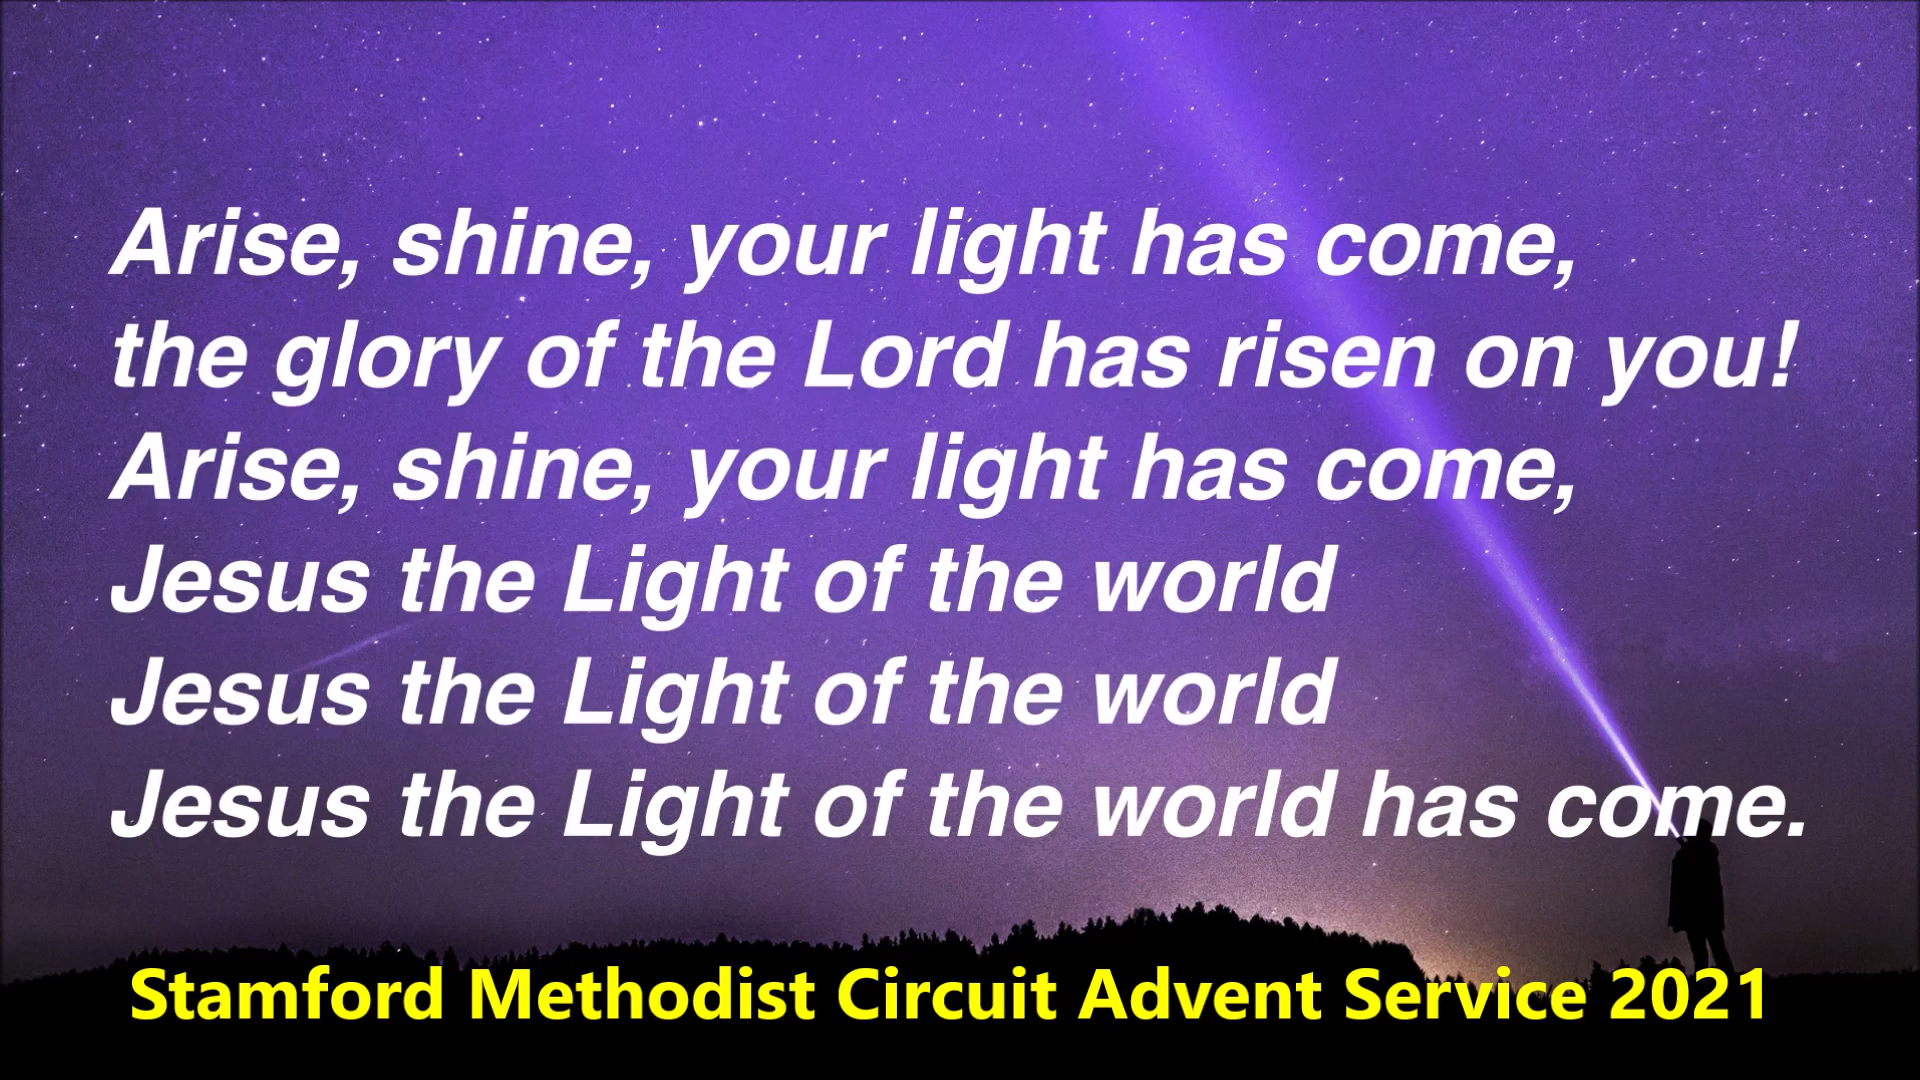 Arise, shine, your light has come,
the glory of the Lord has risen on you!
Arise, shine, your light has come,
Jesus the Light of the world
Jesus the Light of the world
Jesus the Light of the world has come.
Stamford Methodist Circuit Advent Service 2021